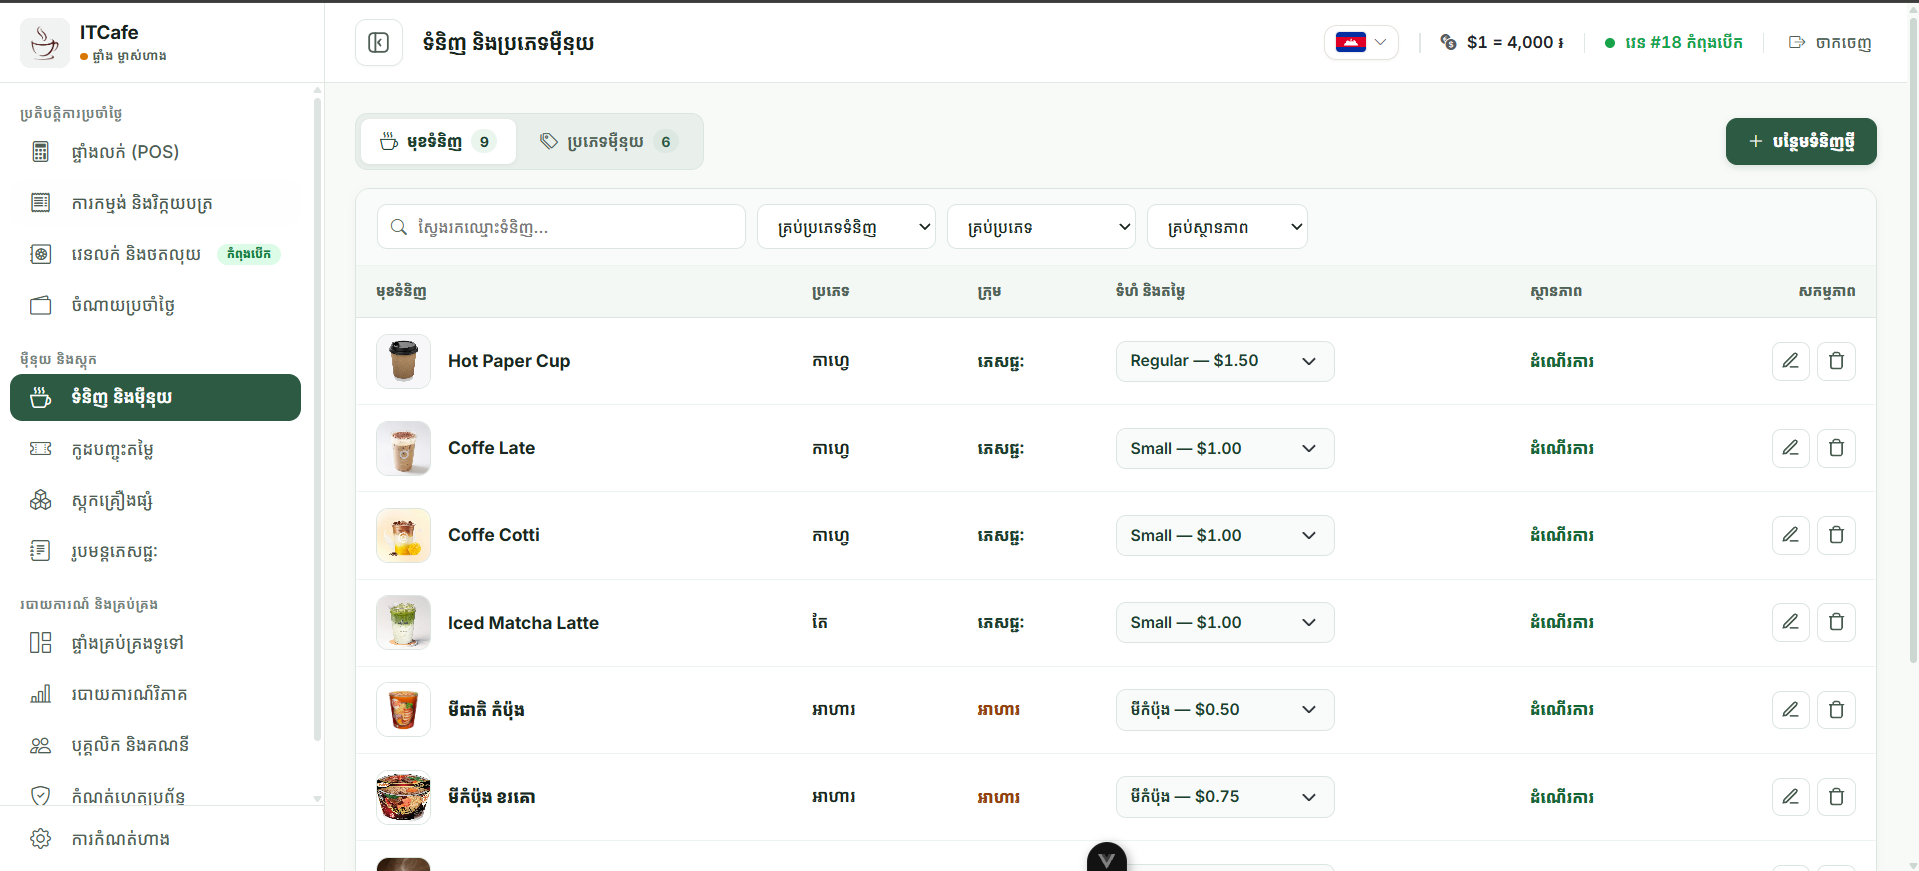 ITCafe
ផ្ទាំង ម្ចាស់ហាង
ទំនិញ និងប្រភេទម៉ឺនុយ
$1 = 4,000 ៛
វេន #18 កំពុងបើក
ចាកចេញ
ប្រតិបត្តិការប្រចាំថ្ងៃ
ផ្ទាំងលក់ (POS)
ការកម្មង់ និងវិក្កយបត្រ
វេនលក់ និងថតលុយ
កំពុងបើក
ចំណាយប្រចាំថ្ងៃ
ម៉ឺនុយ និងស្តុក
ទំនិញ និងម៉ឺនុយ
កូដបញ្ចុះតម្លៃ
ស្តុកគ្រឿងផ្សំ
រូបមន្តភេសជ្ជៈ
របាយការណ៍ និងគ្រប់គ្រង
ផ្ទាំងគ្រប់គ្រងទូទៅ
របាយការណ៍វិភាគ
បុគ្គលិក និងគណនី
កំណត់ហេតុប្រព័ន្ធ
ការកំណត់ហាង
មុខទំនិញ 9
ប្រភេទម៉ឺនុយ 6
+ បន្ថែមទំនិញថ្មី
ស្វែងរកឈ្មោះទំនិញ...
គ្រប់ប្រភេទទំនិញ
គ្រប់ប្រភេទ
គ្រប់ស្ថានភាព
មុខទំនិញ ប្រភេទ ក្រុម ទំហំ និងតម្លៃ ស្ថានភាព សកម្មភាព
Hot Paper Cup កាហ្វេ ភេសជ្ជៈ Regular — $1.50 ដំណើរការ
Coffe Late កាហ្វេ ភេសជ្ជៈ Small — $1.00 ដំណើរការ
Coffe Cotti កាហ្វេ ភេសជ្ជៈ Small — $1.00 ដំណើរការ
Iced Matcha Latte តែ ភេសជ្ជៈ Small — $1.00 ដំណើរការ
មីជាតិ កំប៉ុង អាហារ អាហារ មីកំប៉ុង — $0.50 ដំណើរការ
មីកំប៉ុង ខរគោ អាហារ អាហារ មីកំប៉ុង — $0.75 ដំណើរការ